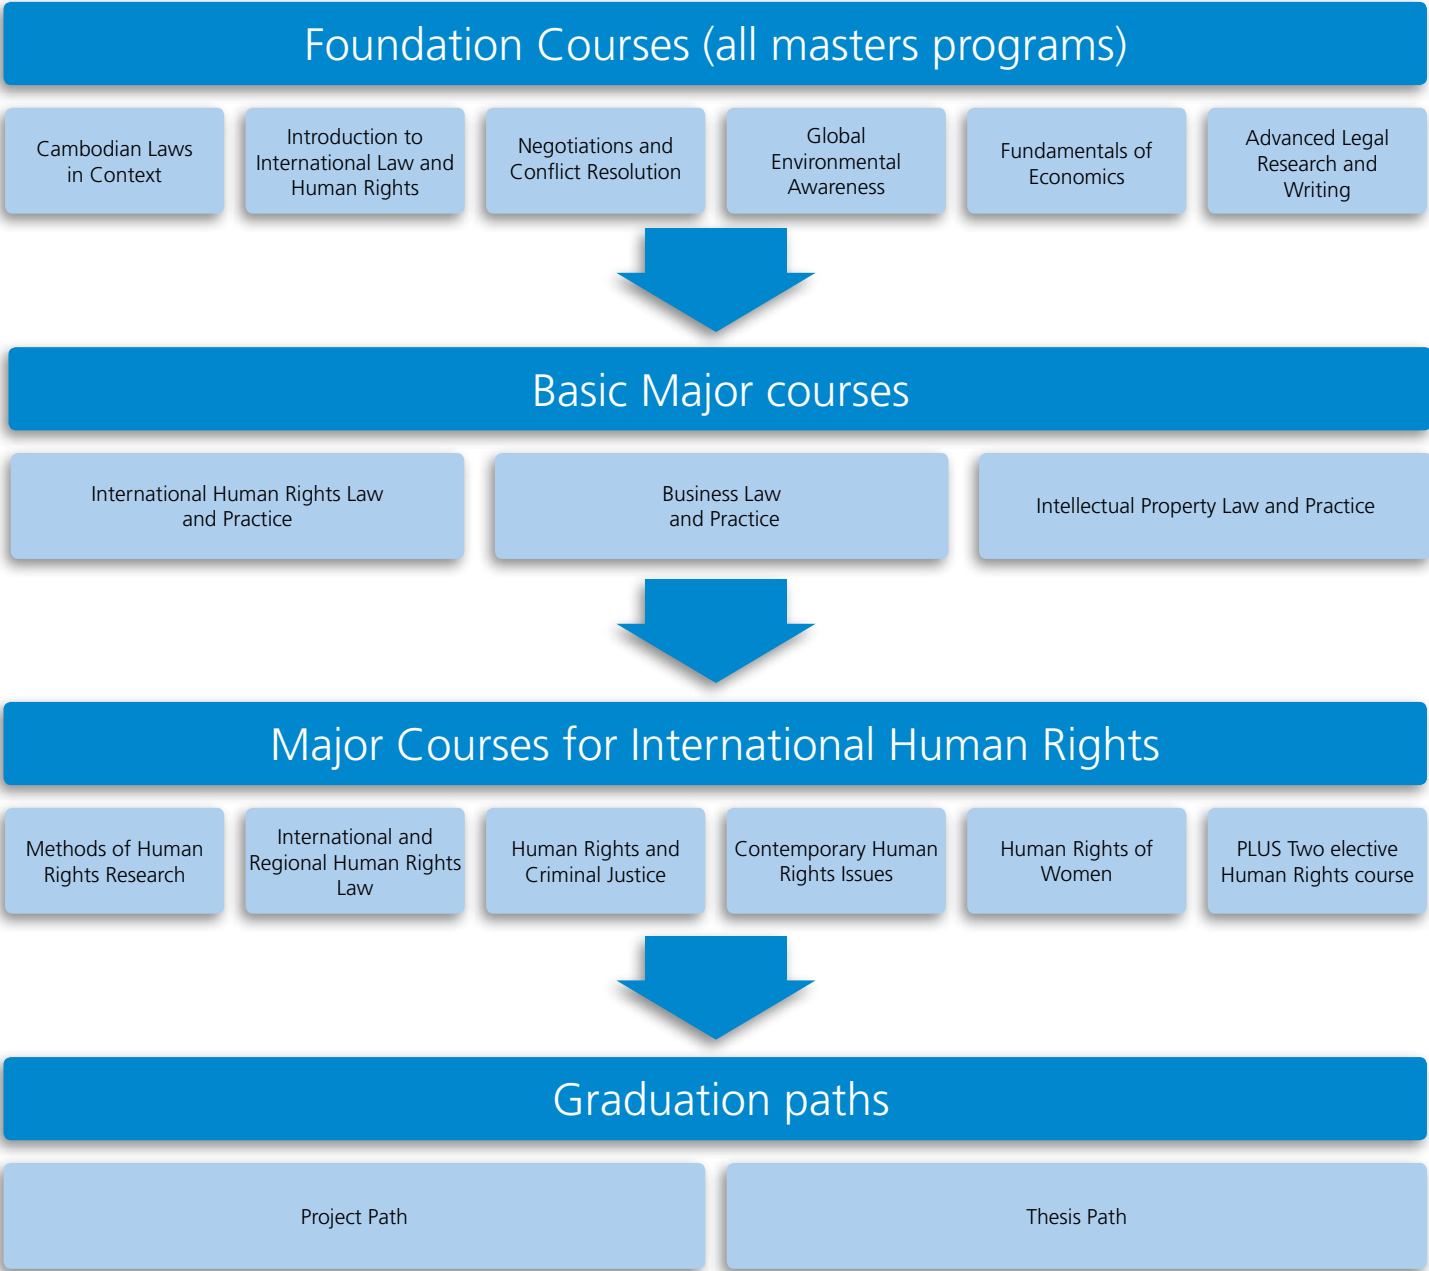 Foundation Courses (all masters programs)
Cambodian Laws
in Context
Introduction to
International Law and
Human Rights
Negotiations and
Conflict Resolution
Global
Environmental
Awareness
Fundamentals of
Economics
Advanced Legal
Research and
Writing
Basic Major courses
International Human Rights Law
and Practice
Business Law
and Practice
Intellectual Property Law and Practice
Major Courses for International Human Rights
Methods of Human
Rights Research
International and
Regional Human Rights
Law
Human Rights and
Criminal Justice
Contemporary Human
Rights Issues
Human Rights of
Women
PLUS Two elective
Human Rights course
Graduation paths
Project Path
Thesis Path